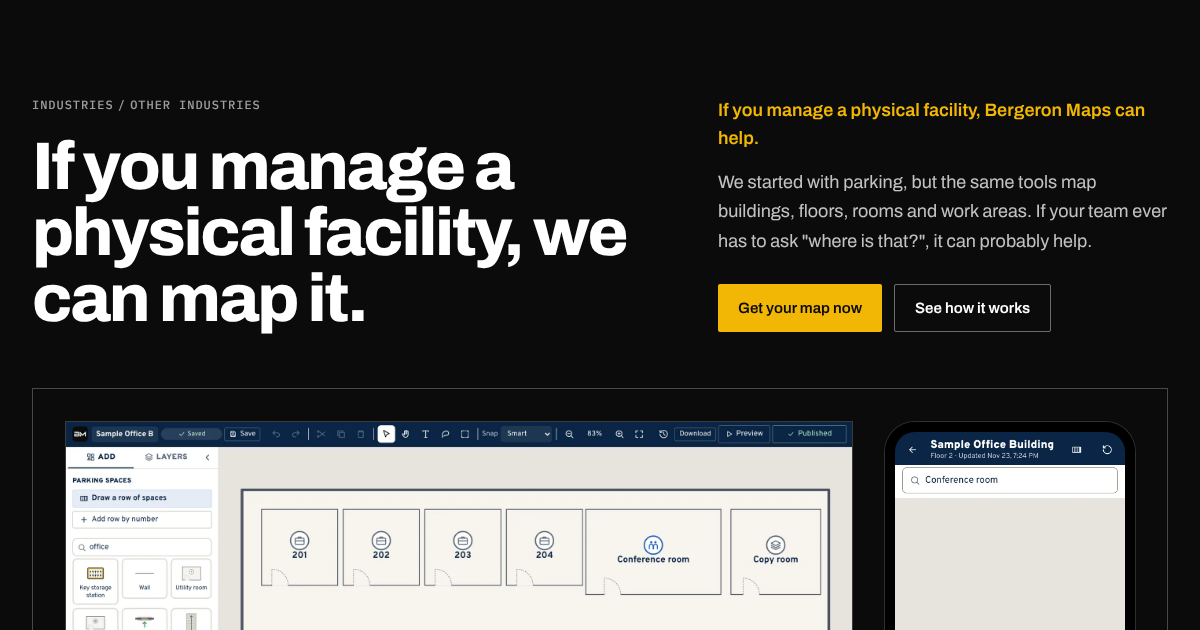 INDUSTRIES / OTHER INDUSTRIES
If you manage a
physical facility, we
can map it.
If you manage a physical facility, Bergeron Maps can
help.
We started with parking, but the same tools map
buildings, floors, rooms and work areas. If your team ever
has to ask "where is that?", it can probably help.
Get your map now
See how it works
BM
Sample Office B
Saved
Save
Snap
Smart
83%
Download
Preview
Published
ADD
LAYERS
PARKING SPACES
Draw a row of spaces
Add row by number
office
Key storage
station
Wall
Utility room
201
202
203
204
Conference room
Copy room
Sample Office Building
Floor 2 · Updated Nov 23, 7:24 PM
Conference room